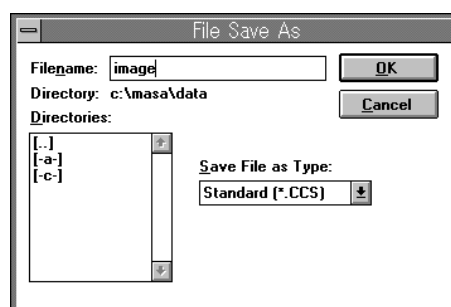 File Save As
Filename: image
OK
Directory: c:\masa\data
Cancel
Directories:
[..]
[-a-]
[-c-]
Save File as Type:
Standard (*.CCS)